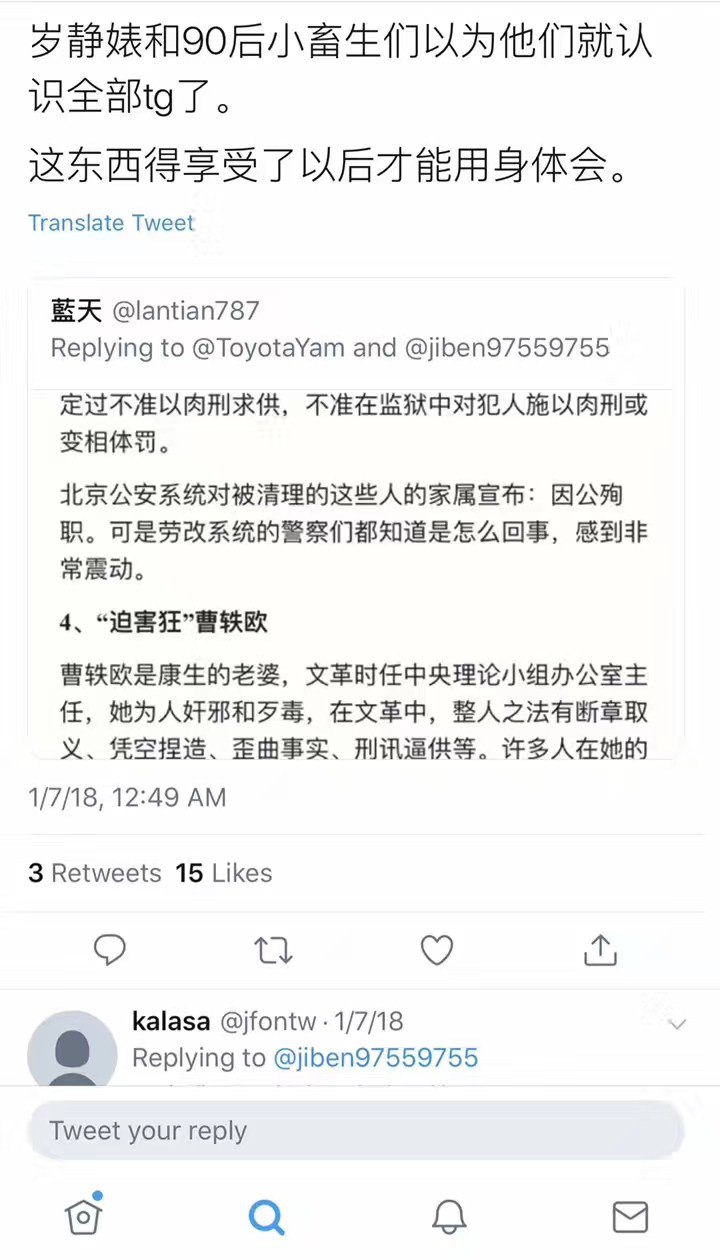 岁静婊和90后小畜生们以为他们就认
识全部tg了。
这东西得享受了以后才能用身体会。
Translate Tweet
藍天 @lantian787
Replying to @ToyotaYam and @jiben97559755
定过不准以肉刑求供，不准在监狱中对犯人施以肉刑或
变相体罚。
北京公安系统对被清理的这些人的家属宣布：因公殉
职。可是劳改系统的警察们都知道是怎么回事，感到非
常震动。
4、“迫害狂”曹轶欧
曹轶欧是康生的老婆，文革时任中央理论小组办公室主
任，她为人奸邪和歹毒，在文革中，整人之法有断章取
义、凭空捏造、歪曲事实、刑讯逼供等。许多人在她的
1/7/18, 12:49 AM
3 Retweets 15 Likes
kalasa @jfontw · 1/7/18
Replying to @jiben97559755
Tweet your reply